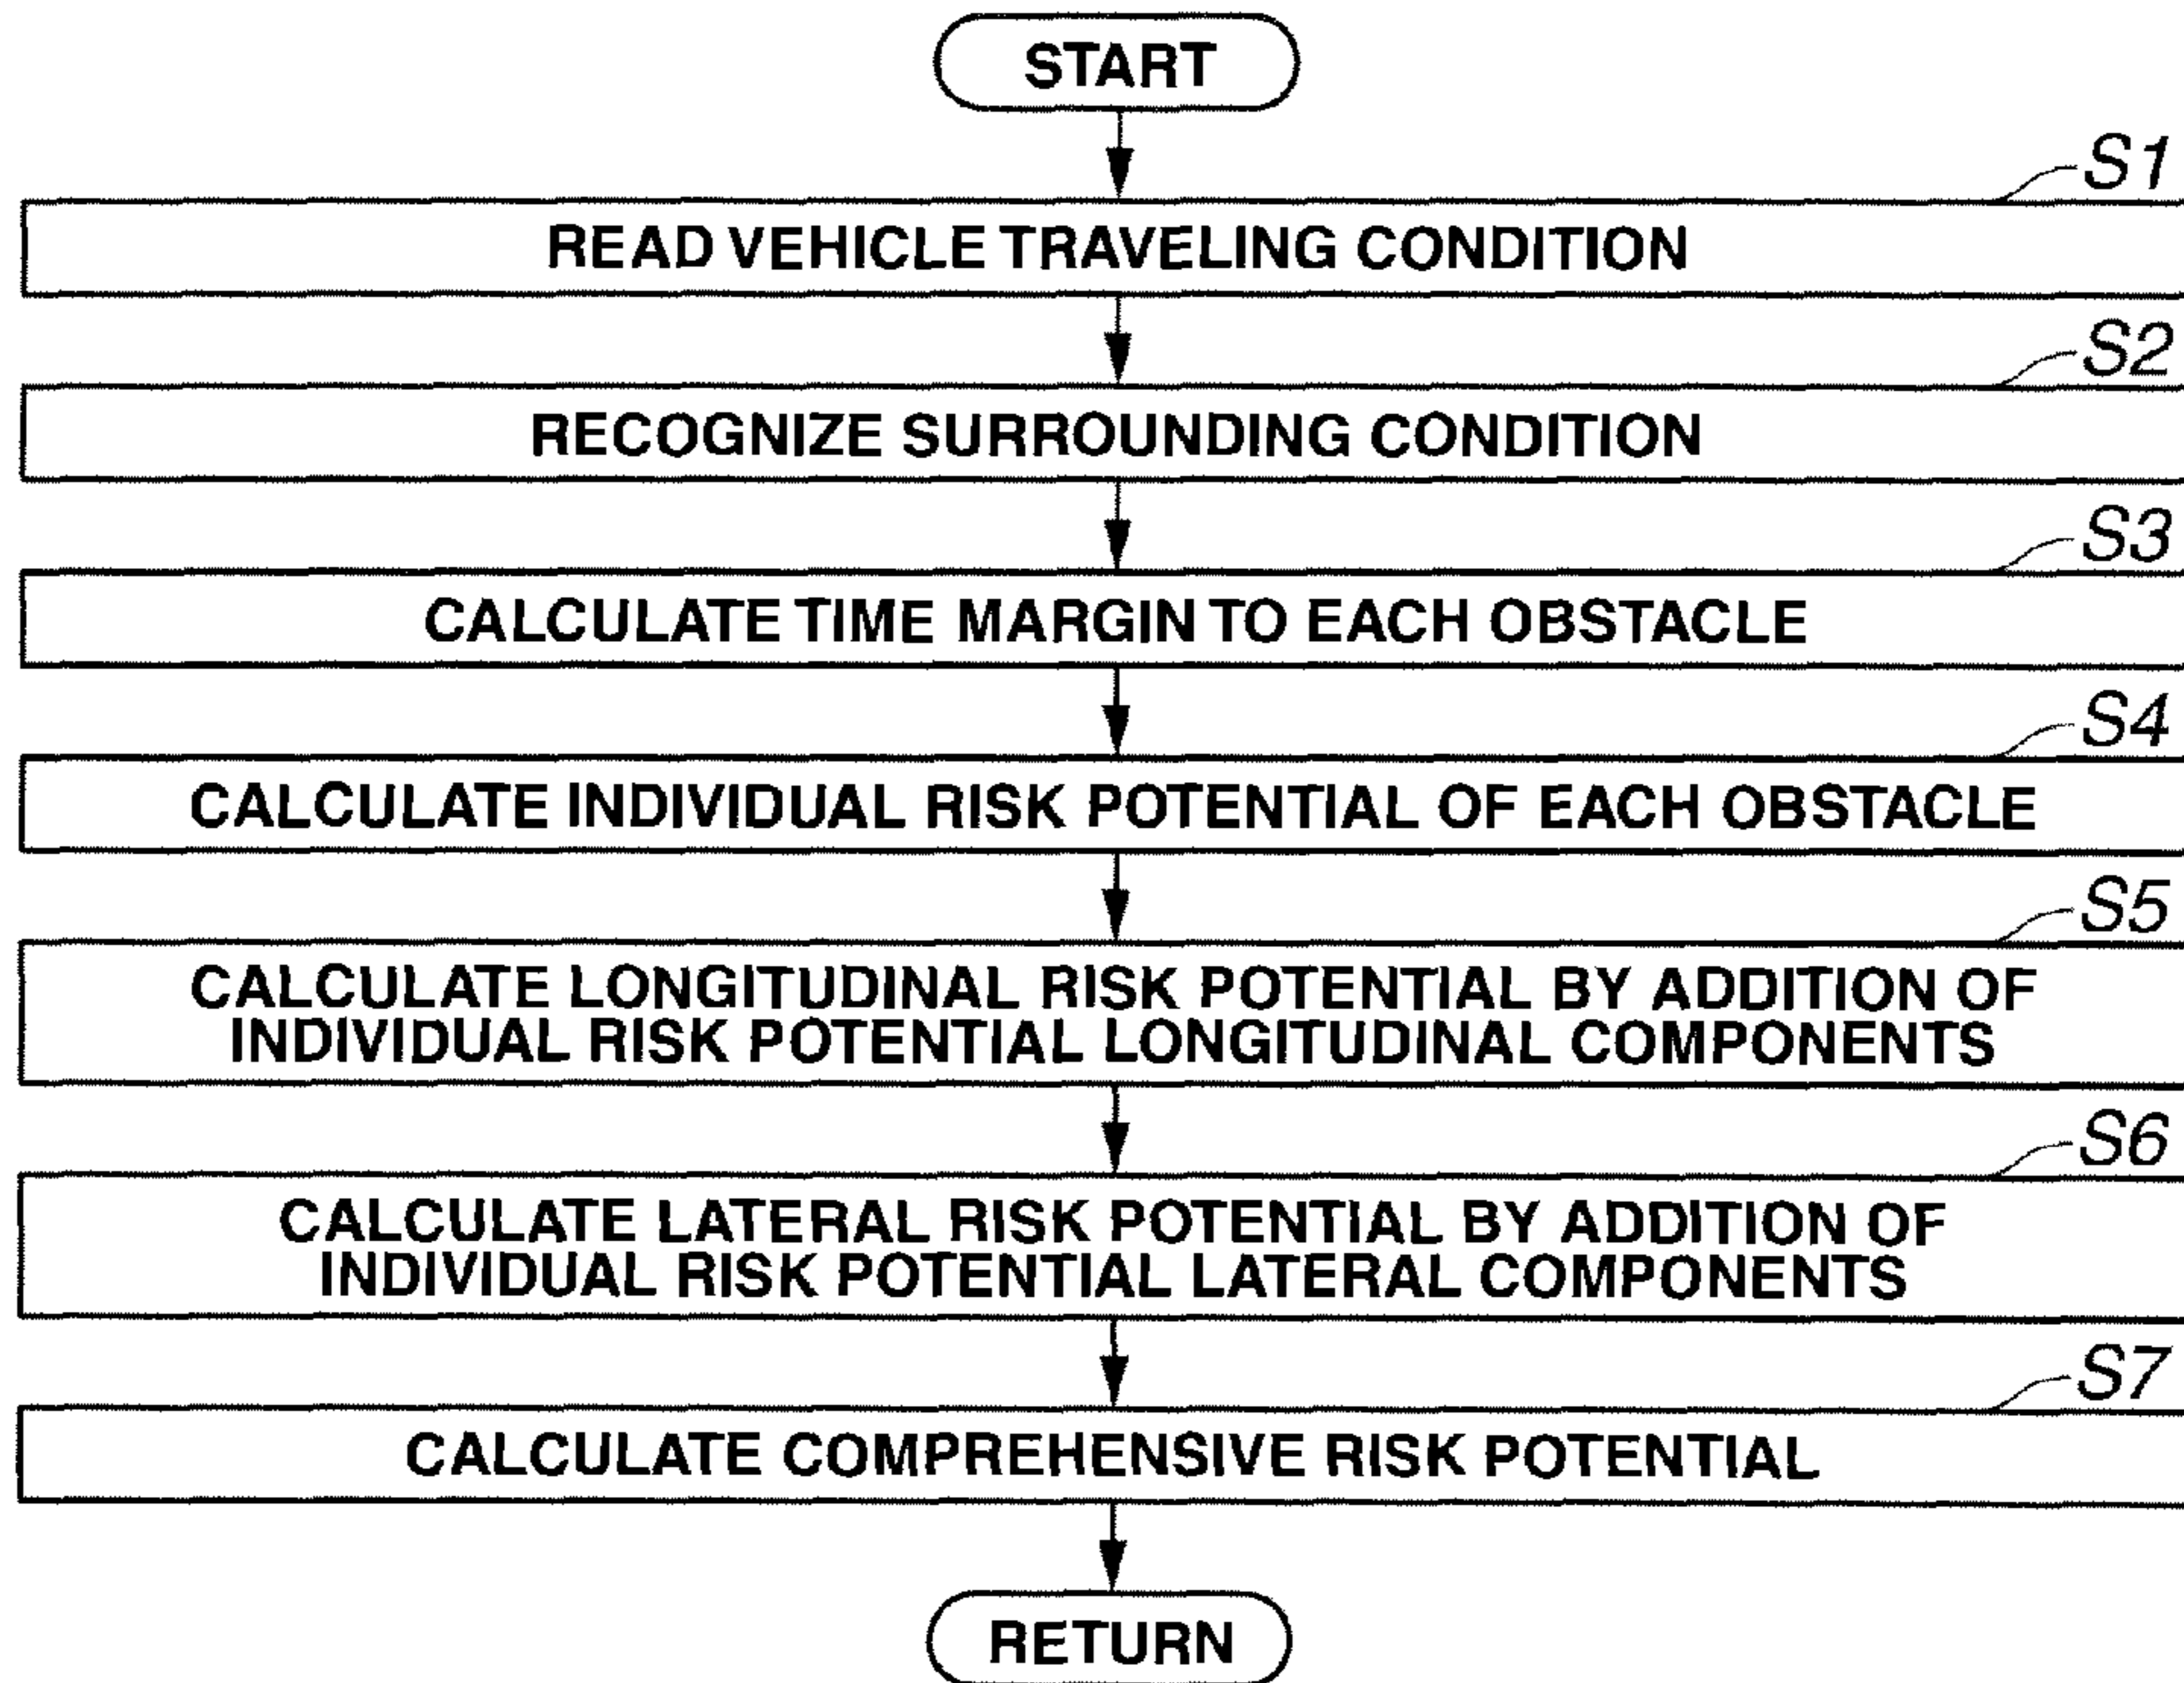 START
S1
READ VEHICLE TRAVELING CONDITION
S2
RECOGNIZE SURROUNDING CONDITION
S3
CALCULATE TIME MARGIN TO EACH OBSTACLE
S4
CALCULATE INDIVIDUAL RISK POTENTIAL OF EACH OBSTACLE
S5
CALCULATE LONGITUDINAL RISK POTENTIAL BY ADDITION OF
INDIVIDUAL RISK POTENTIAL LONGITUDINAL COMPONENTS
S6
CALCULATE LATERAL RISK POTENTIAL BY ADDITION OF
INDIVIDUAL RISK POTENTIAL LATERAL COMPONENTS
S7
CALCULATE COMPREHENSIVE RISK POTENTIAL
RETURN